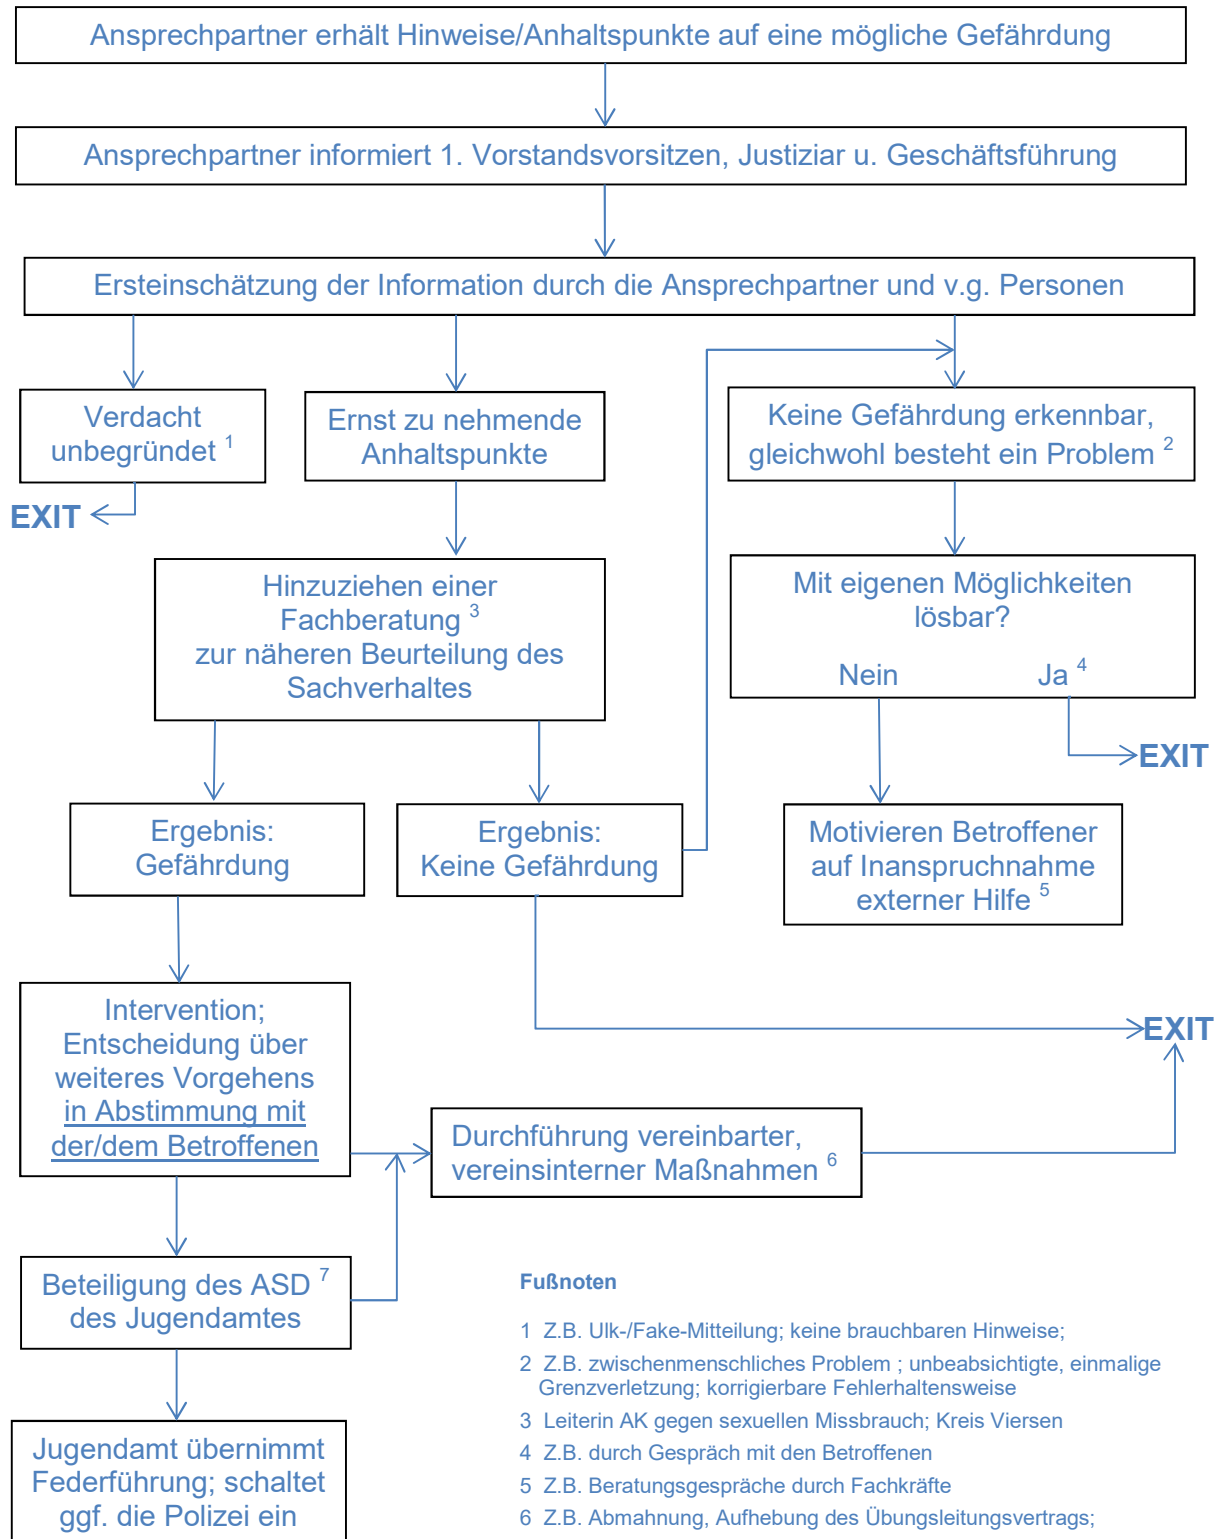 Ansprechpartner erhält Hinweise/Anhaltspunkte auf eine mögliche Gefährdung
Ansprechpartner informiert 1. Vorstandsvorsitzen, Justiziar u. Geschäftsführung
Ersteinschätzung der Information durch die Ansprechpartner und v.g. Personen
Verdacht
unbegründet 1
EXIT
Ernst zu nehmende
Anhaltspunkte
Keine Gefährdung erkennbar,
gleichwohl besteht ein Problem 2
Hinzuziehen einer
Fachberatung 3
zur näheren Beurteilung des
Sachverhaltes
Mit eigenen Möglichkeiten
lösbar?
Nein Ja 4
EXIT
Ergebnis:
Gefährdung
Ergebnis:
Keine Gefährdung
Motivieren Betroffener
auf Inanspruchnahme
externer Hilfe 5
Intervention;
Entscheidung über
weiteres Vorgehens
in Abstimmung mit
der/dem Betroffenen
EXIT
Durchführung vereinbarter,
vereinsinterner Maßnahmen 6
Beteiligung des ASD 7
des Jugendamtes
Jugendamt übernimmt
Federführung; schaltet
ggf. die Polizei ein
Fußnoten
1 Z.B. Ulk-/Fake-Mitteilung; keine brauchbaren Hinweise;
2 Z.B. zwischenmenschliches Problem ; unbeabsichtigte, einmalige
Grenzverletzung; korrigierbare Fehlerhaltensweise
3 Leiterin AK gegen sexuellen Missbrauch; Kreis Viersen
4 Z.B. durch Gespräch mit den Betroffenen
5 Z.B. Beratungsgespräche durch Fachkräfte
6 Z.B. Abmahnung, Aufhebung des Übungsleitungsvertrags;